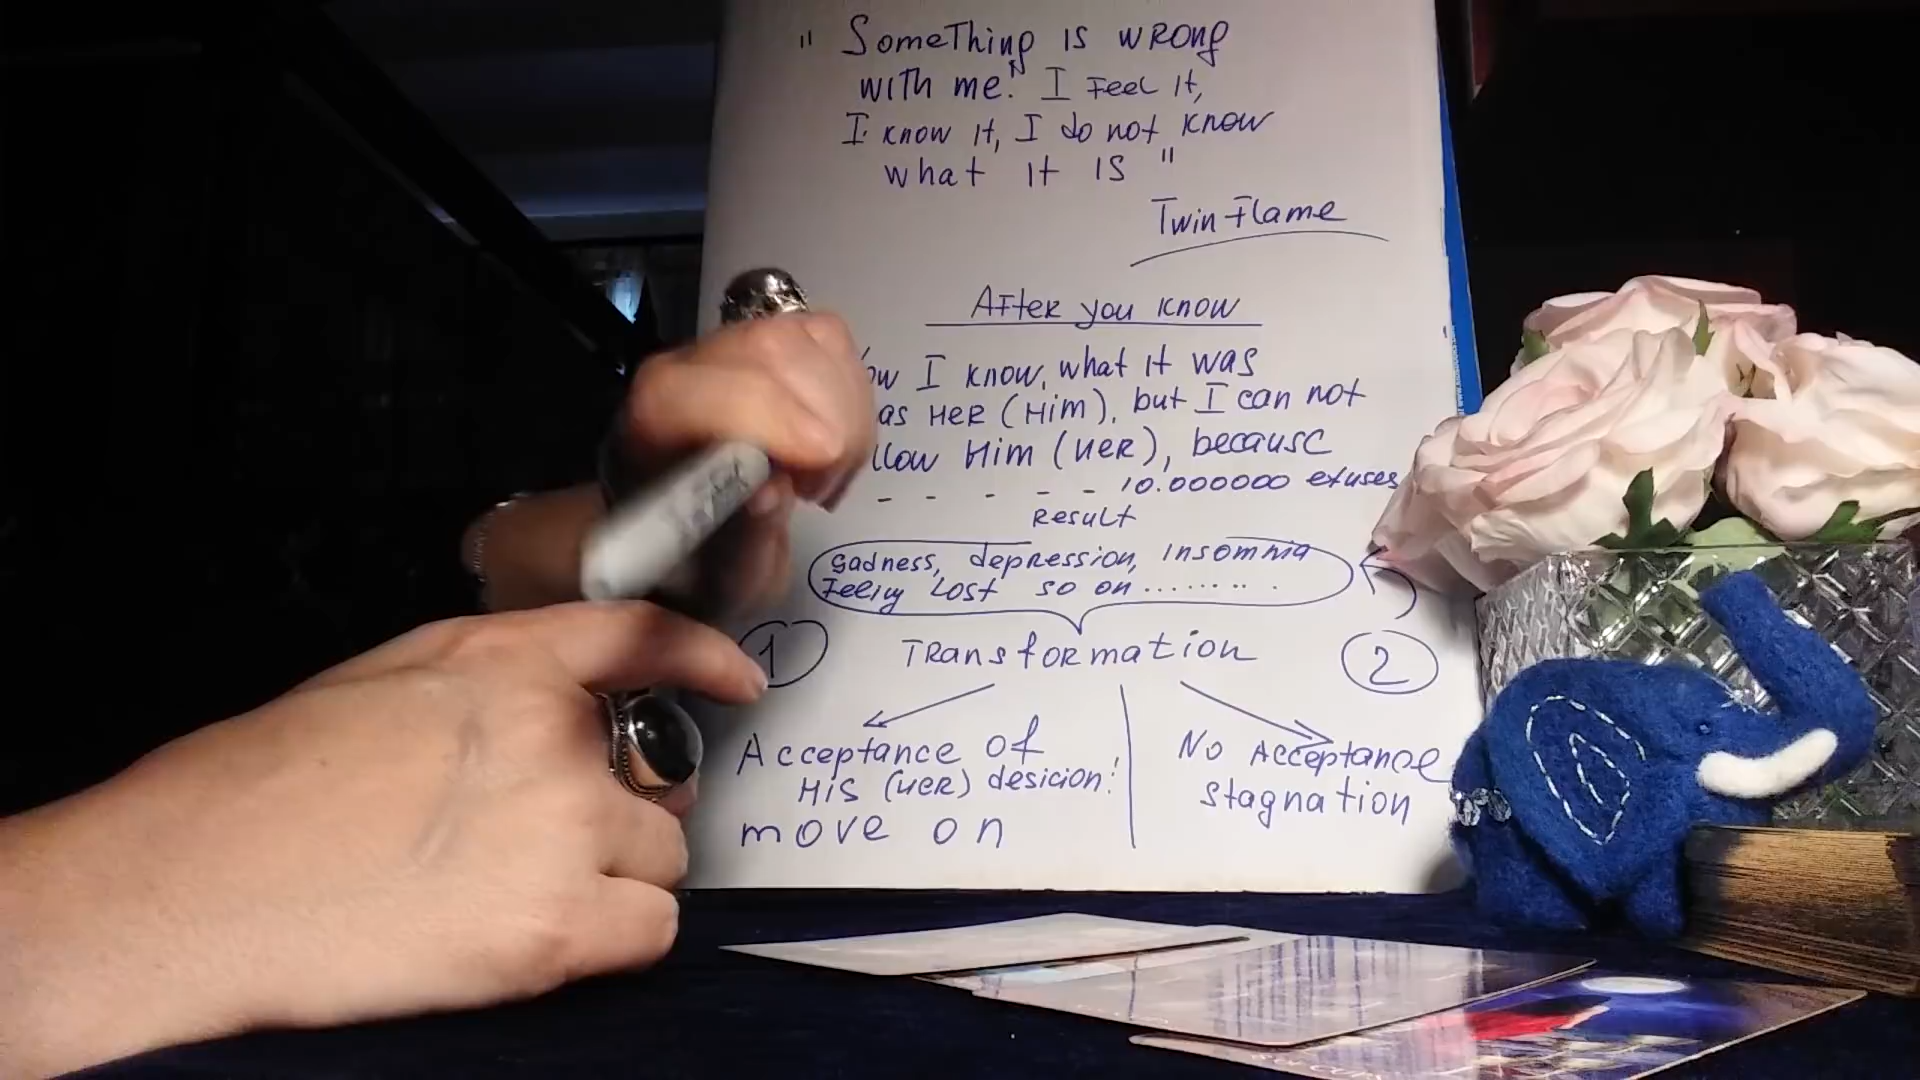 " Something is wrong
with me." I feel it,
I know it, I do not know
what it is "
Twin Flame
After you know
I know, what it was
HER (Him), but I can not
Him (HER), because
- - - - - 10.000000 exuses
Result
Sadness, depression, insomnia
Feelig Lost so on .........
1 Transformation 2
Acceptance of
His (HER) desicion!
move on
No Acceptance
stagnation